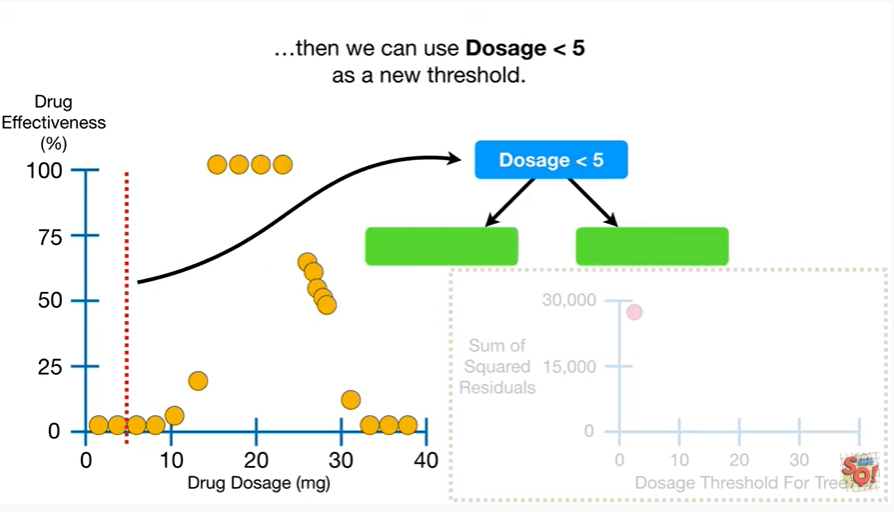 ...then we can use Dosage < 5
as a new threshold.
Drug
Effectiveness
(%)
100
75
50
25
0
0 10 20 30 40
Drug Dosage (mg)
Dosage < 5
30,000
15,000
0
Sum of
Squared
Residuals
0 10 20 30
Dosage Threshold For Tree
SQ!